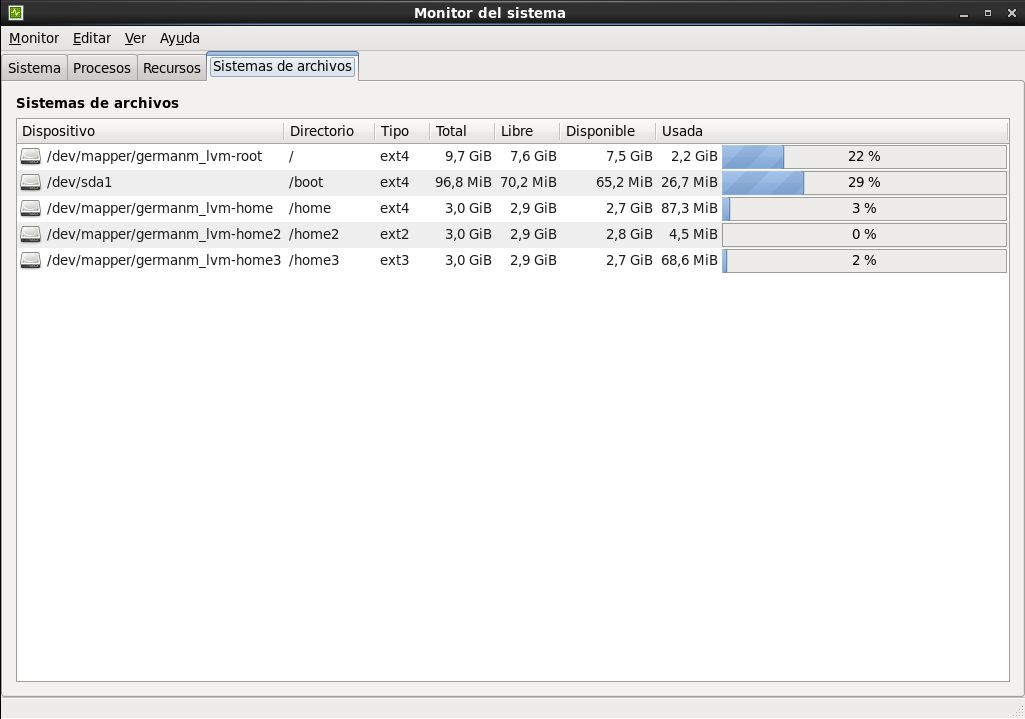 Monitor del sistema
Monitor Editar Ver Ayuda
Sistema Procesos Recursos Sistemas de archivos
Sistemas de archivos
Dispositivo Directorio Tipo Total Libre Disponible Usada
/dev/mapper/germanm_lvm-root / ext4 9,7 GiB 7,6 GiB 7,5 GiB 2,2 GiB 22 %
/dev/sda1 /boot ext4 96,8 MiB 70,2 MiB 65,2 MiB 26,7 MiB 29 %
/dev/mapper/germanm_lvm-home /home ext4 3,0 GiB 2,9 GiB 2,7 GiB 87,3 MiB 3 %
/dev/mapper/germanm_lvm-home2 /home2 ext2 3,0 GiB 2,9 GiB 2,8 GiB 4,5 MiB 0 %
/dev/mapper/germanm_lvm-home3 /home3 ext3 3,0 GiB 2,9 GiB 2,7 GiB 68,6 MiB 2 %